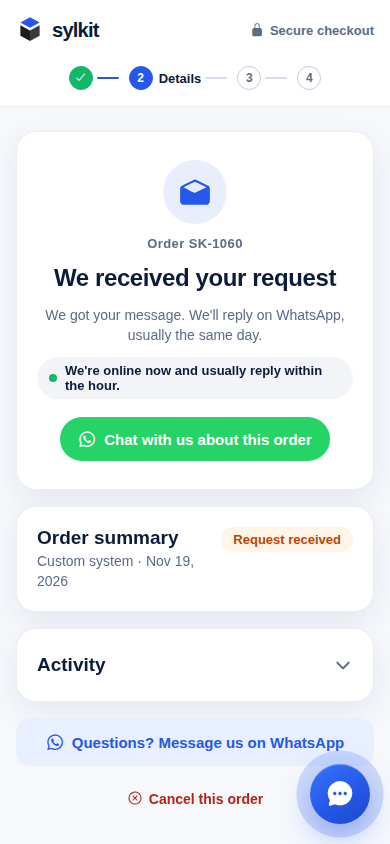 sylkit
Secure checkout
2 Details 3 4
Order SK-1060
We received your request
We got your message. We'll reply on WhatsApp,
usually the same day.
We're online now and usually reply within
the hour.
Chat with us about this order
Order summary
Request received
Custom system · Nov 19,
2026
Activity
Questions? Message us on WhatsApp
Cancel this order